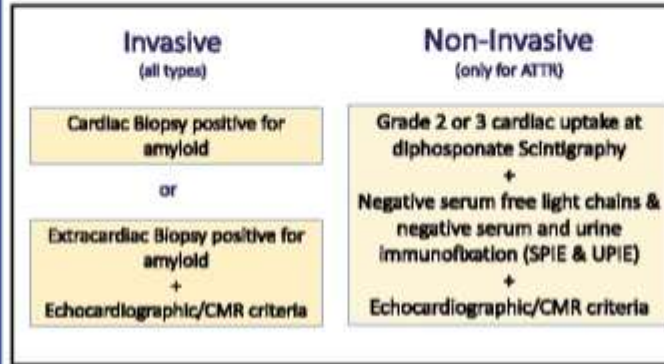 Invasive
(all types)
Cardiac Biopsy positive for
amyloid
or
Extracardiac Biopsy positive for
amyloid
+
Echocardiographic/CMR criteria
Non-Invasive
(only for ATTR)
Grade 2 or 3 cardiac uptake at
diphosponate Scintigraphy
+
Negative serum free light chains &
negative serum and urine
immunofixation (SPIE & UPIE)
+
Echocardiographic/CMR criteria